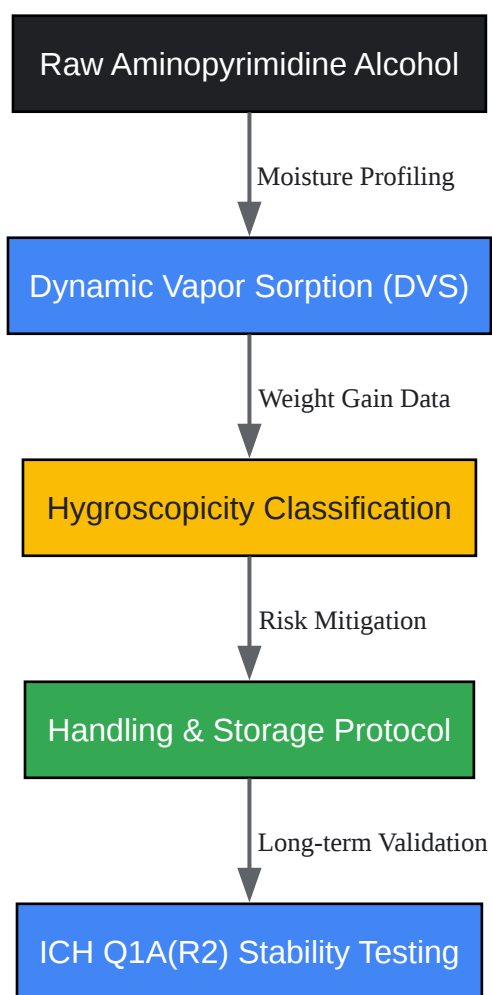 Raw Aminopyrimidine Alcohol
Moisture Profiling
Dynamic Vapor Sorption (DVS)
Weight Gain Data
Hygroscopicity Classification
Risk Mitigation
Handling & Storage Protocol
Long-term Validation
ICH Q1A(R2) Stability Testing